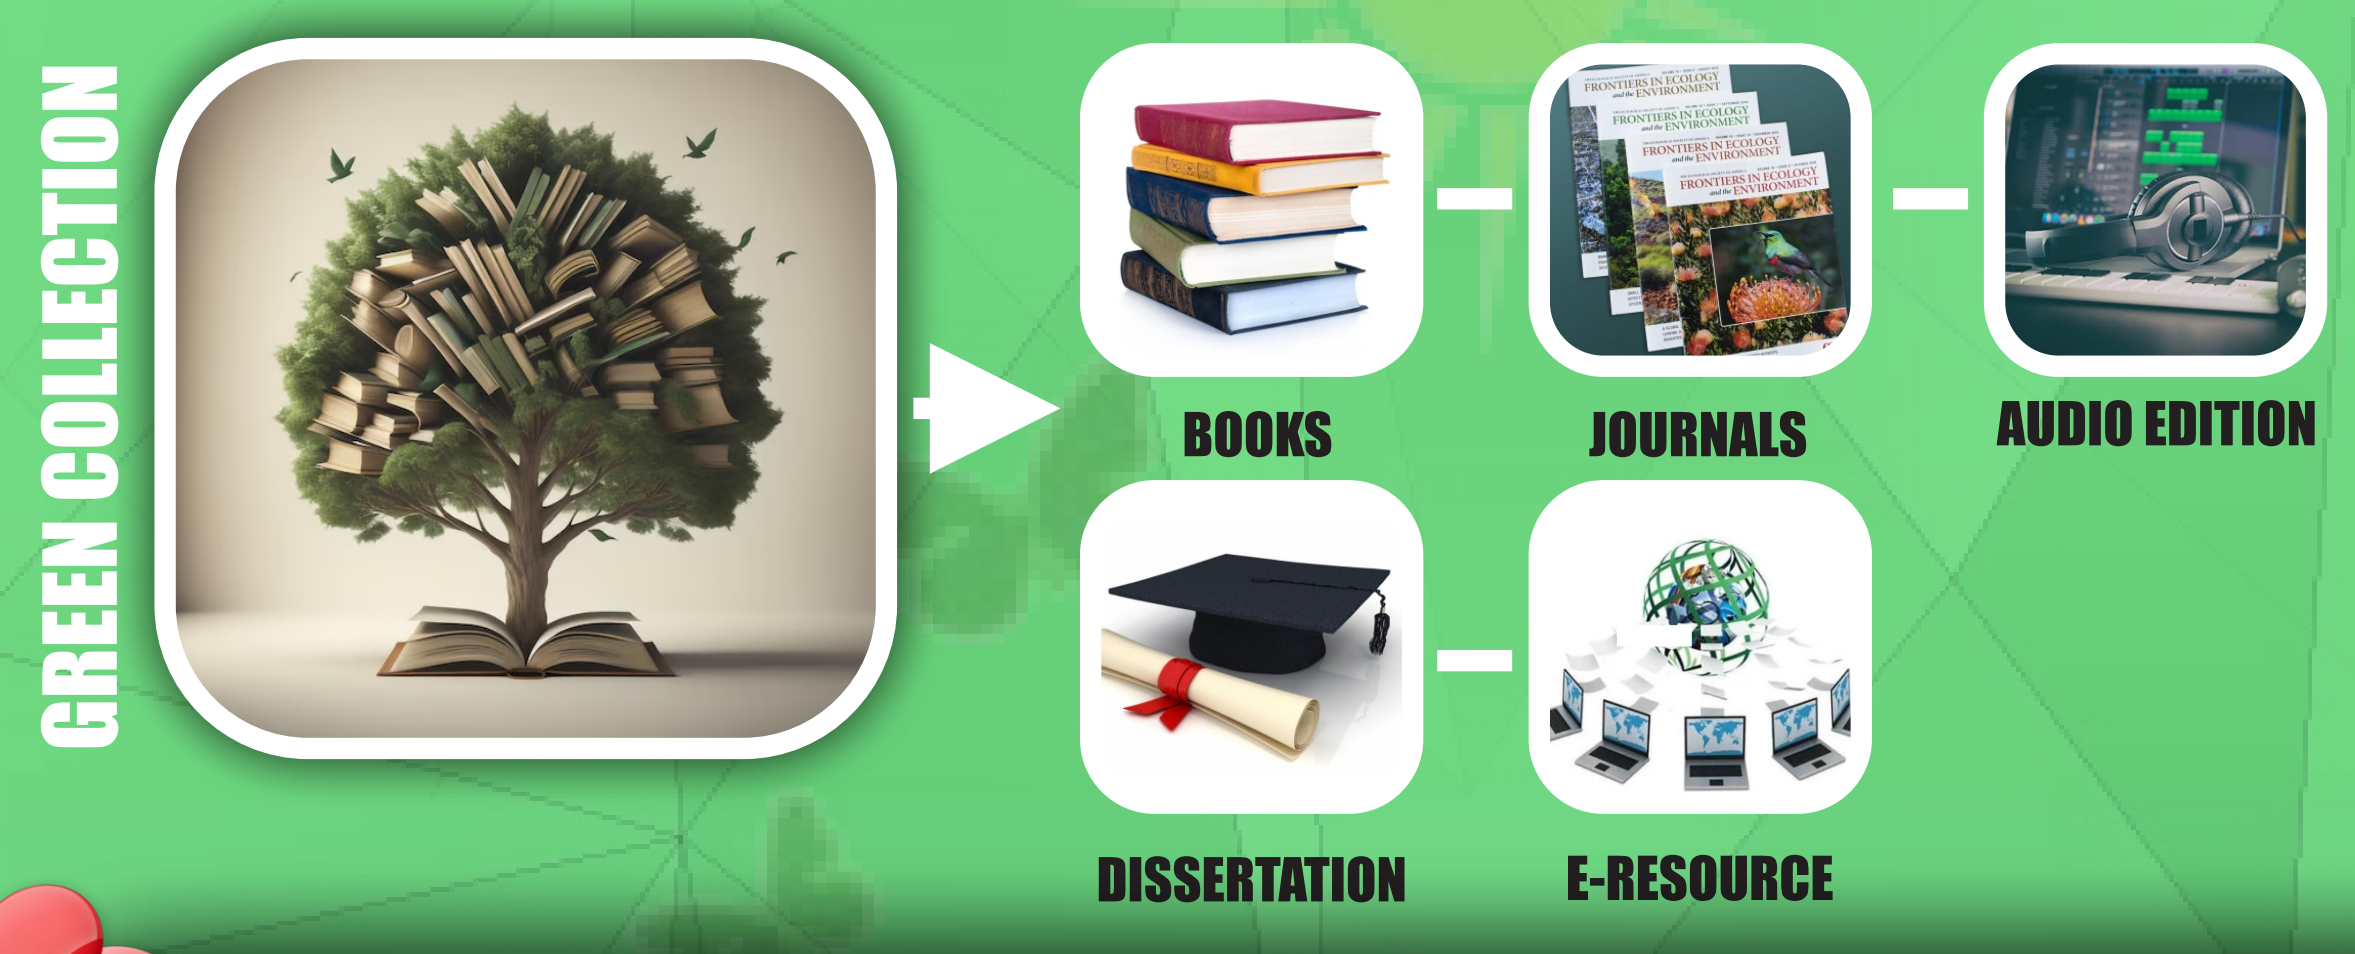 GREEN COLLECTION
FRONTIERS IN ECOLOGY
and the ENVIRONMENT
FRONTIERS IN ECOLOGY
and the ENVIRONMENT
FRONTIERS IN ECOLOGY
and the ENVIRONMENT
FRONTIERS IN ECOLOGY
and the ENVIRONMENT
BOOKS
JOURNALS
AUDIO EDITION
DISSERTATION
E-RESOURCE